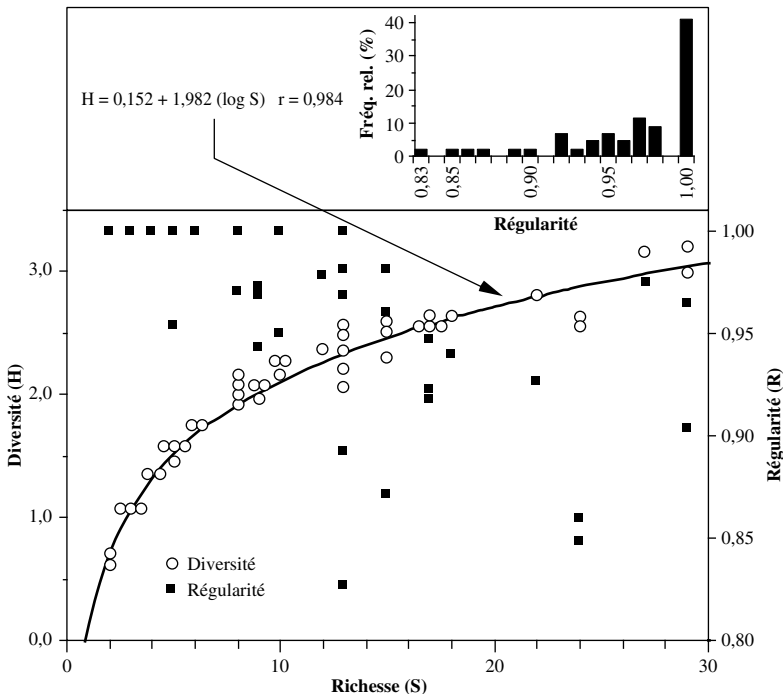 40
30
20
10
0
Fréq. rel. (%)
0,83
0,85
0,90
0,95
1,00
Régularité
H = 0,152 + 1,982 (log S) r = 0,984
3,0
2,0
1,0
0,0
Diversité (H)
1,00
0,95
0,90
0,85
0,80
Régularité (R)
Diversité
Régularité
0
10
20
30
Richesse (S)